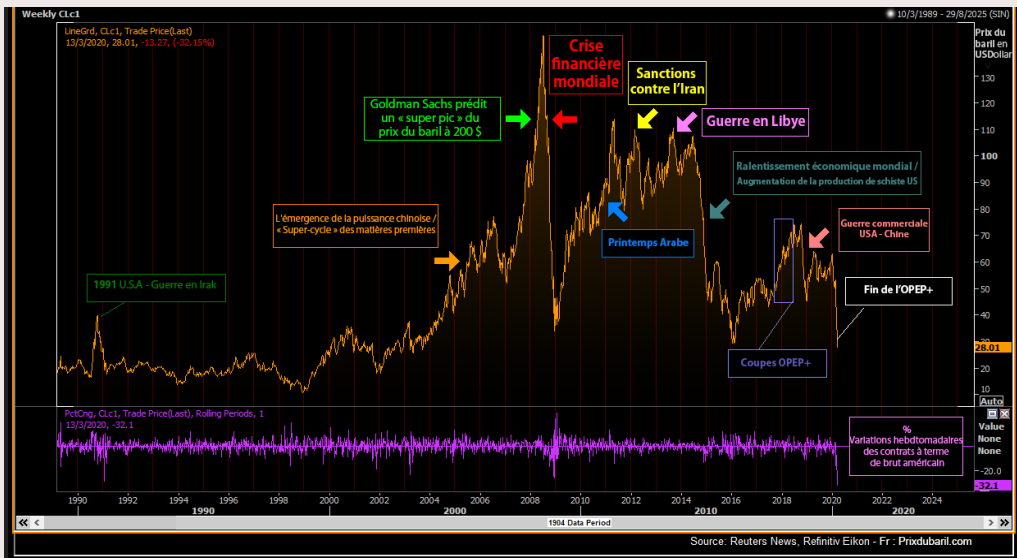 Weekly CLc1
10/3/1989 - 29/8/2025 (SIN)
LineGrd, CLc1, Trade Price(Last)
13/3/2020, 28.01, -13.27, (-32.15%)
Prix du
baril en
USDollar
Crise
financière
mondiale
Sanctions
contre l'Iran
Goldman Sachs prédit
un « super pic » du
prix du baril à 200 $
Guerre en Libye
Ralentissement économique mondial /
Augmentation de la production de schiste US
L'émergence de la puissance chinoise /
« Super-cycle » des matières premières
Printemps Arabe
Guerre commerciale
USA - Chine
1991 U.S.A - Guerre en Irak
Fin de l'OPEP+
Coupes OPEP+
130
120
110
100
90
80
70
60
50
40
30
28.01
20
10
Auto
PctCng, CLc1, Trade Price(Last), Rolling Periods, 1
13/3/2020, -32.1
%
Variations hebdomadaires
des contrats à terme
de brut américain
Value
None
None
-20.0
-32.1
1990 1992 1994 1996 1998 2000 2002 2004 2006 2008 2010 2012 2014 2016 2018 2020 2022 2024
1990 2000 2010 2020
1904 Data Period
Source: Reuters News, Refinitiv Eikon - Fr : Prixdubaril.com